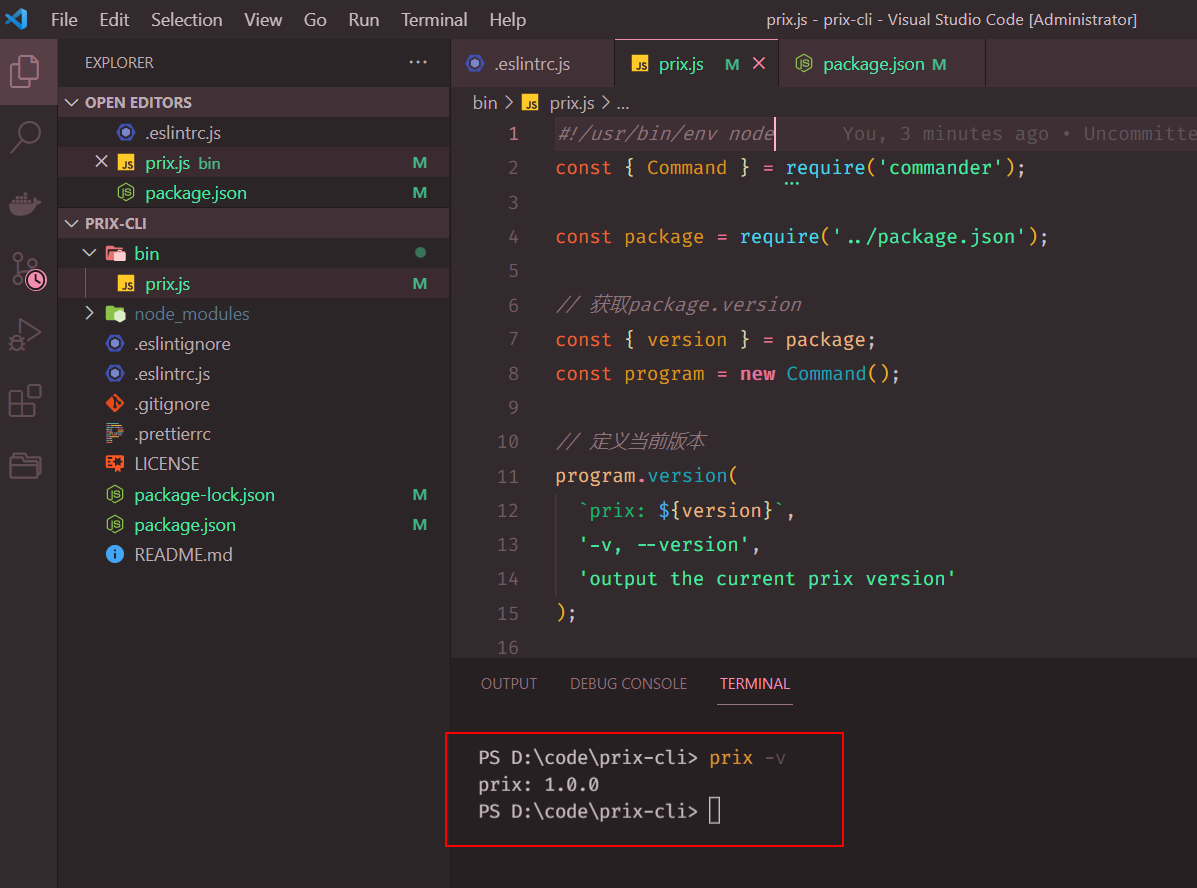 File Edit Selection View Go Run Terminal Help prix.js - prix-cli - Visual Studio Code [Administrator]
EXPLORER ···
OPEN EDITORS
.eslintrc.js
prix.js bin M
package.json M
PRIX-CLI
bin
prix.js M
node_modules
.eslintignore
.eslintrc.js
.gitignore
.prettierrc
LICENSE
package-lock.json M
package.json M
README.md
.eslintrc.js prix.js M package.json M
bin > prix.js > ...
1 #!/usr/bin/env node You, 3 minutes ago • Uncommitte
2 const { Command } = require('commander');
3
4 const package = require('../package.json');
5
6 // 获取package.version
7 const { version } = package;
8 const program = new Command();
9
10 // 定义当前版本
11 program.version(
12 `prix: ${version}`,
13 '-v, --version',
14 'output the current prix version'
15 );
16
OUTPUT DEBUG CONSOLE TERMINAL
PS D:\code\prix-cli> prix -v
prix: 1.0.0
PS D:\code\prix-cli>